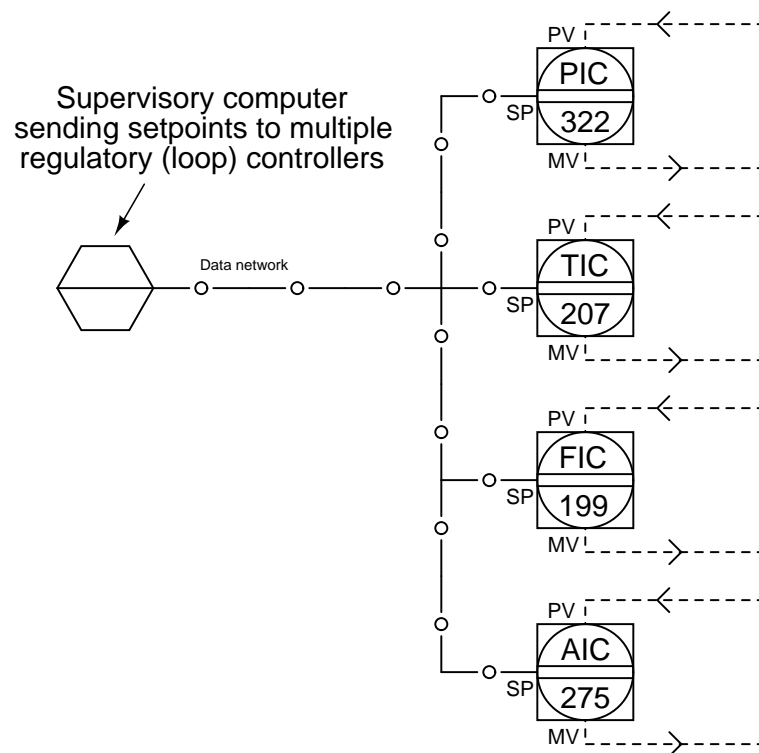 Supervisory computer
sending setpoints to multiple
regulatory (loop) controllers
Data network
PV
PIC
SP
322
MV
PV
TIC
SP
207
MV
PV
FIC
SP
199
MV
PV
AIC
SP
275
MV